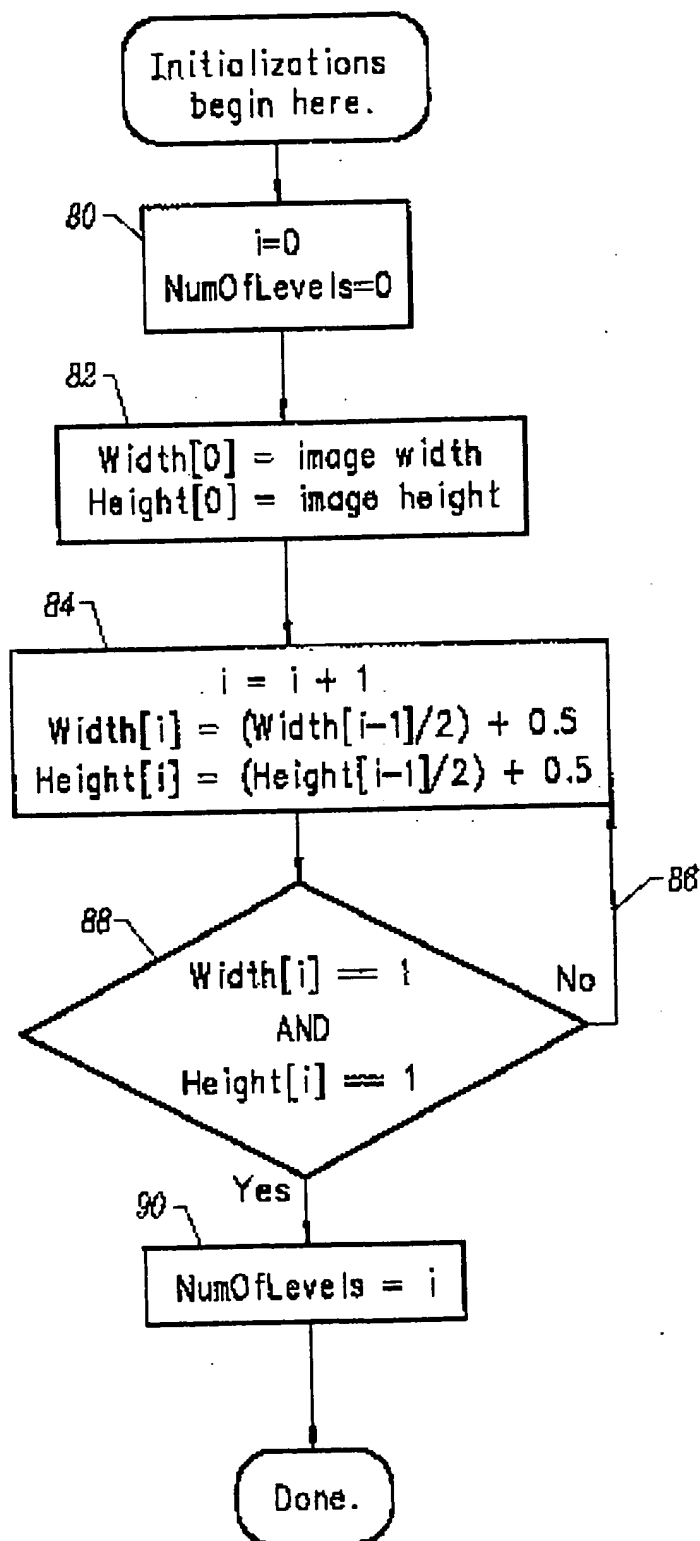 Initializations
begin here.
80
i=0
NumOfLevels=0
82
Width[0] = image width
Height[0] = image height
84
i = i + 1
Width[i] = (Width[i-1]/2) + 0.5
Height[i] = (Height[i-1]/2) + 0.5
86
88
Width[i] == 1
No
AND
Height[i] == 1
Yes
90
NumOfLevels = i
Done.